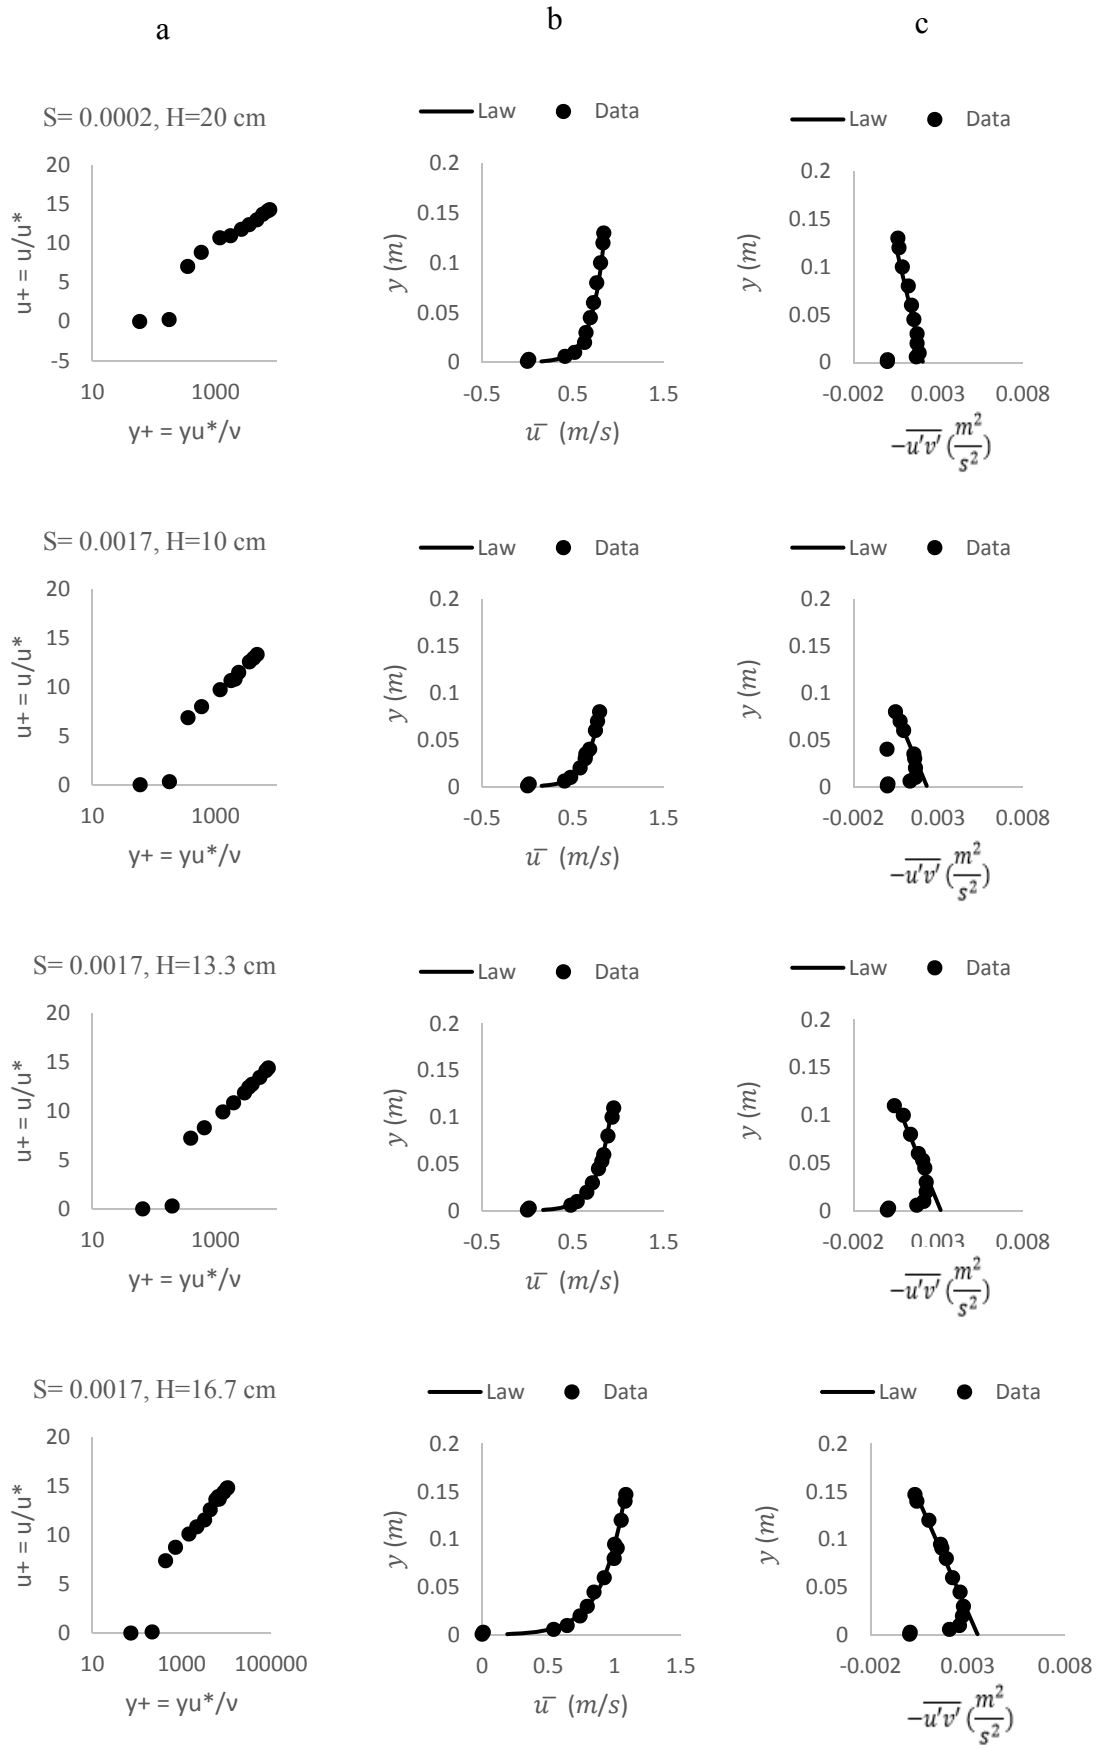 a b c
S= 0.0002, H=20 cm
Law Data
Law Data
20
15
10
5
0
-5
10 1000
u+ = u/u*
y+ = yu*/ν
0.2
0.15
0.1
0.05
0
-0.5 0.5 1.5
y (m)
u̅ (m/s)
0.2
0.15
0.1
0.05
0
-0.002 0.003 0.008
y (m)
−u'v' (m²/s²)
S= 0.0017, H=10 cm
Law Data
Law Data
20
15
10
5
0
10 1000
u+ = u/u*
y+ = yu*/ν
0.2
0.15
0.1
0.05
0
-0.5 0.5 1.5
y (m)
u̅ (m/s)
0.2
0.15
0.1
0.05
0
-0.002 0.003 0.008
y (m)
−u'v' (m²/s²)
S= 0.0017, H=13.3 cm
Law Data
Law Data
20
15
10
5
0
10 1000
u+ = u/u*
y+ = yu*/ν
0.2
0.15
0.1
0.05
0
-0.5 0.5 1.5
y (m)
u̅ (m/s)
0.2
0.15
0.1
0.05
0
-0.002 0.003 0.008
y (m)
−u'v' (m²/s²)
S= 0.0017, H=16.7 cm
Law Data
Law Data
20
15
10
5
0
10 1000 100000
u+ = u/u*
y+ = yu*/ν
0.2
0.15
0.1
0.05
0
0 0.5 1 1.5
y (m)
u̅ (m/s)
0.2
0.15
0.1
0.05
0
-0.002 0.003 0.008
y (m)
−u'v' (m²/s²)